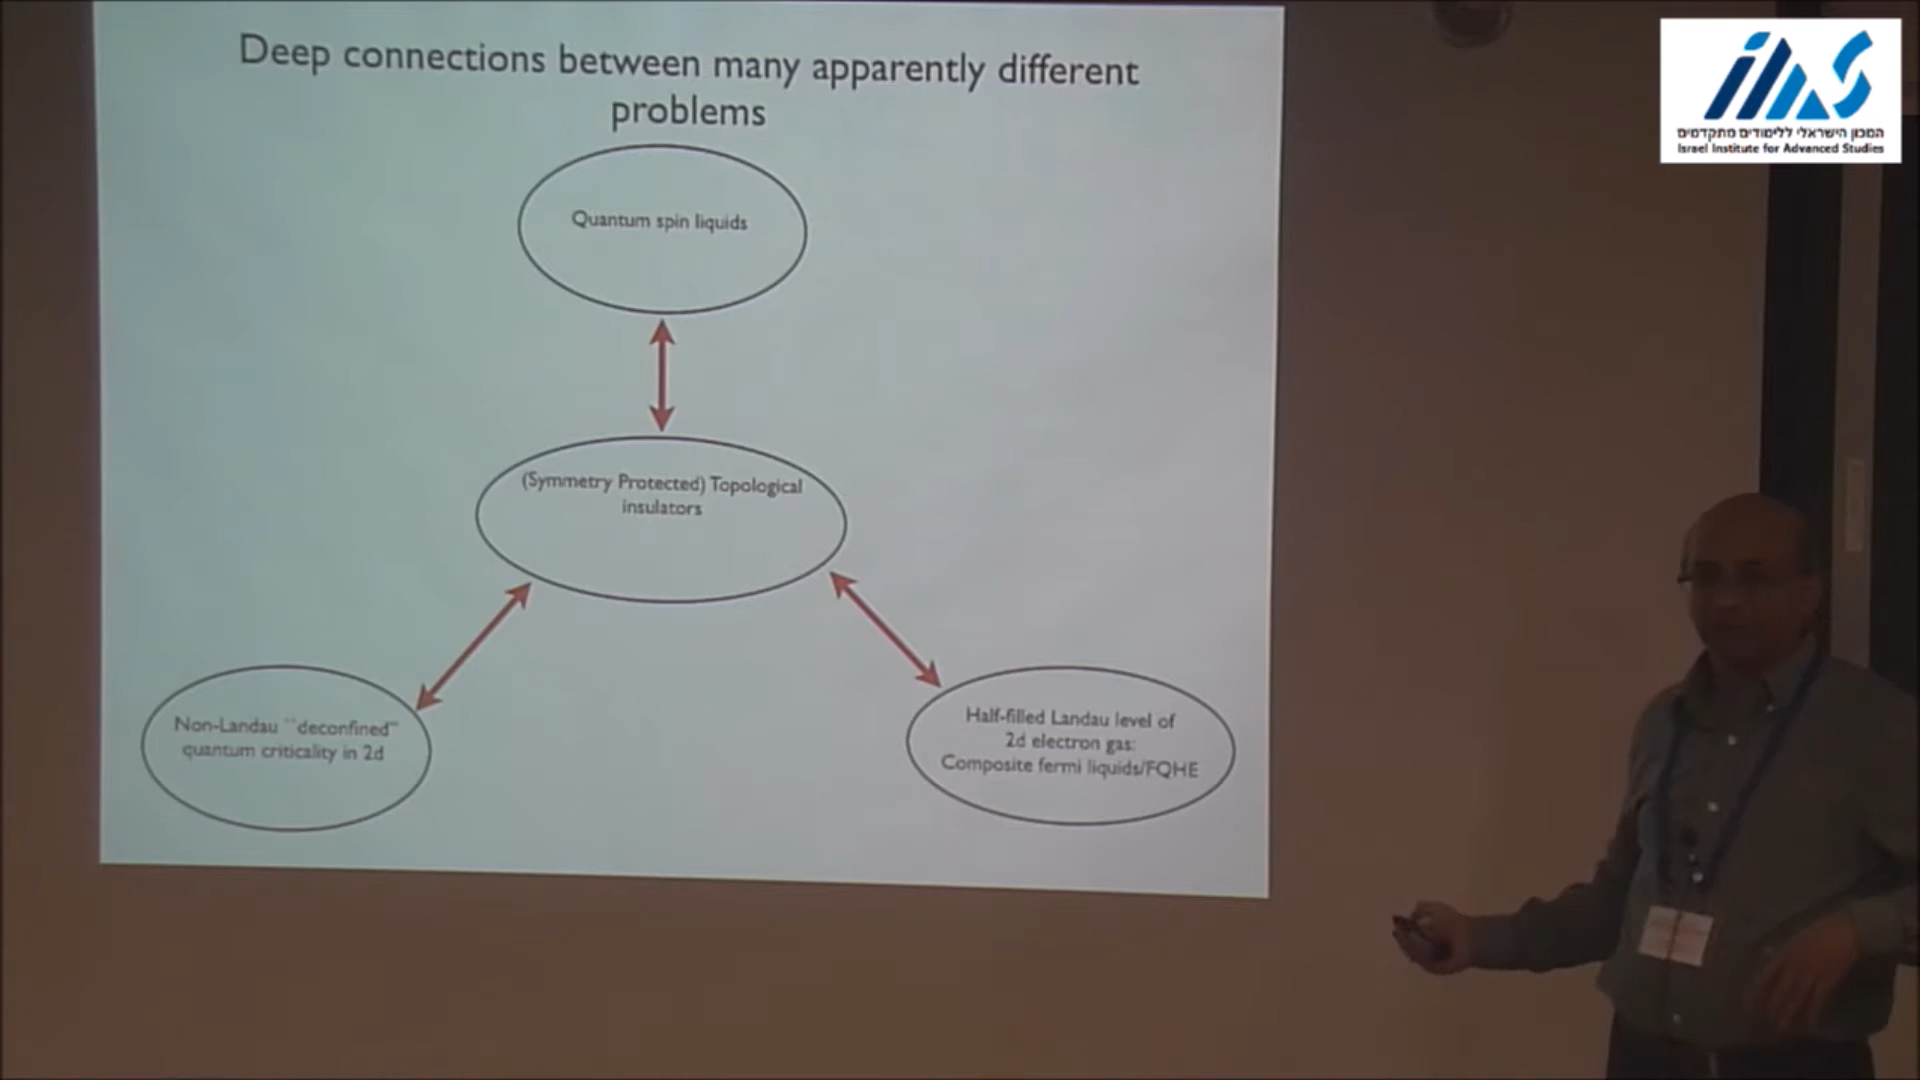 Deep connections between many apparently different
problems
Quantum spin liquids
(Symmetry Protected) Topological
insulators
Non-Landau ``deconfined"
quantum criticality in 2d
Half-filled Landau level of
2d electron gas:
Composite fermi liquids/FQHE
המכון הישראלי ללימודים מתקדמים
Israel Institute for Advanced Studies